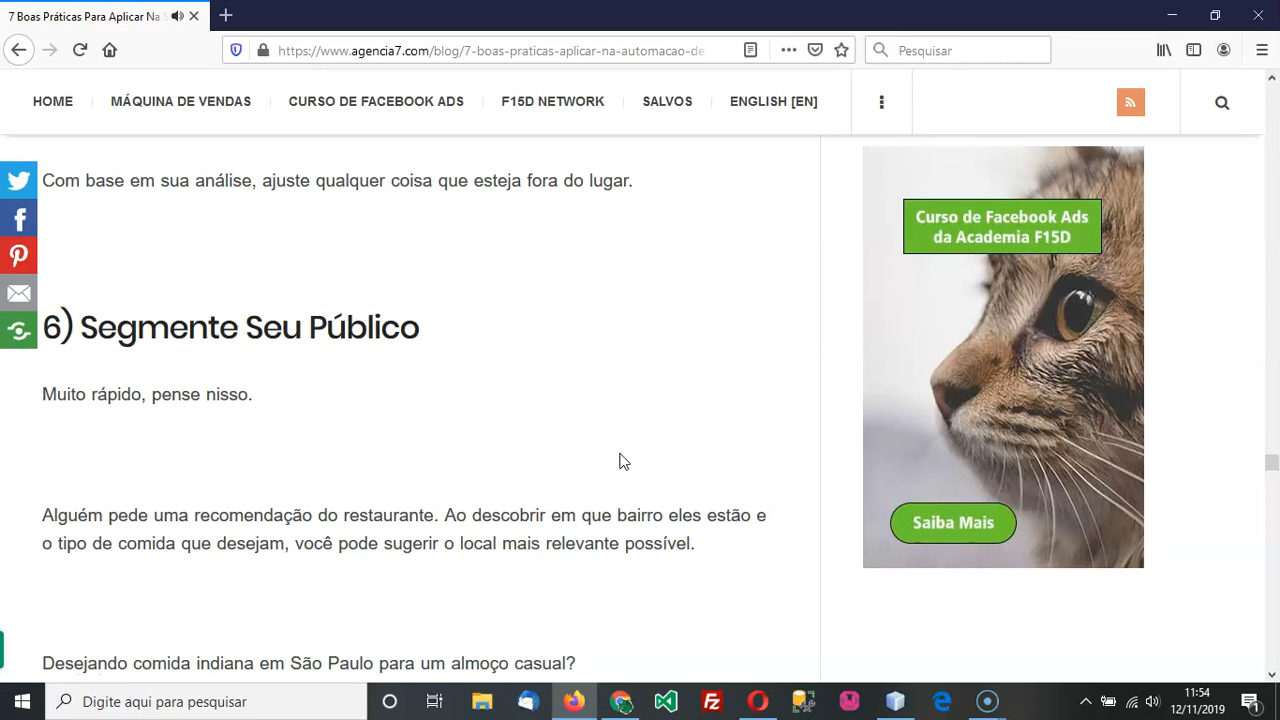 7 Boas Práticas Para Aplicar Na
https://www.agencia7.com/blog/7-boas-praticas-aplicar-na-automacao-de
Pesquisar
HOME
MÁQUINA DE VENDAS
CURSO DE FACEBOOK ADS
F15D NETWORK
SALVOS
ENGLISH [EN]
Com base em sua análise, ajuste qualquer coisa que esteja fora do lugar.
6) Segmente Seu Público
Muito rápido, pense nisso.
Alguém pede uma recomendação do restaurante. Ao descobrir em que bairro eles estão e
o tipo de comida que desejam, você pode sugerir o local mais relevante possível.
Desejando comida indiana em São Paulo para um almoço casual?
Curso de Facebook Ads
da Academia F15D
Saiba Mais
Digite aqui para pesquisar
11:54
12/11/2019
1